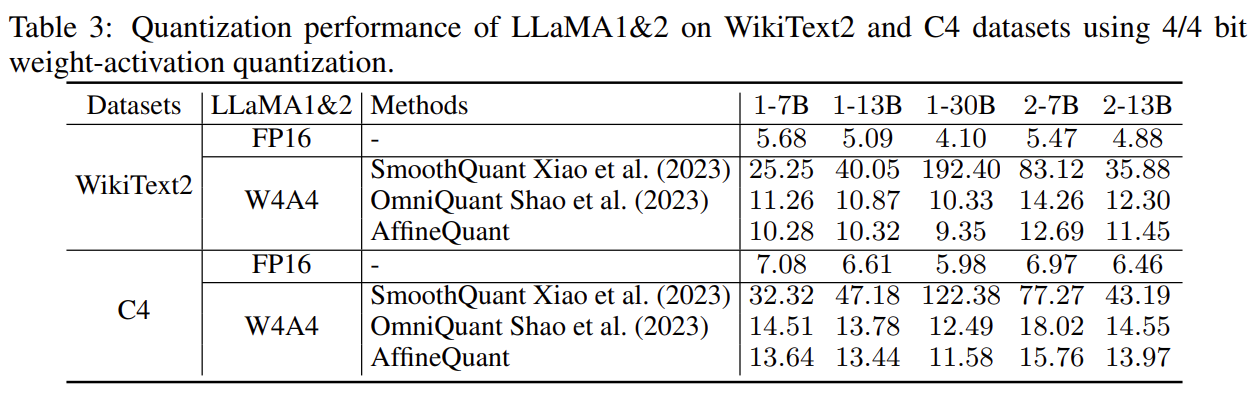 Table 3: Quantization performance of LLaMA1&2 on WikiText2 and C4 datasets using 4/4 bit
weight-activation quantization.
Datasets LLaMA1&2 Methods 1-7B 1-13B 1-30B 2-7B 2-13B
WikiText2 FP16 - 5.68 5.09 4.10 5.47 4.88
W4A4 SmoothQuant Xiao et al. (2023) 25.25 40.05 192.40 83.12 35.88
OmniQuant Shao et al. (2023) 11.26 10.87 10.33 14.26 12.30
AffineQuant 10.28 10.32 9.35 12.69 11.45
C4 FP16 - 7.08 6.61 5.98 6.97 6.46
W4A4 SmoothQuant Xiao et al. (2023) 32.32 47.18 122.38 77.27 43.19
OmniQuant Shao et al. (2023) 14.51 13.78 12.49 18.02 14.55
AffineQuant 13.64 13.44 11.58 15.76 13.97